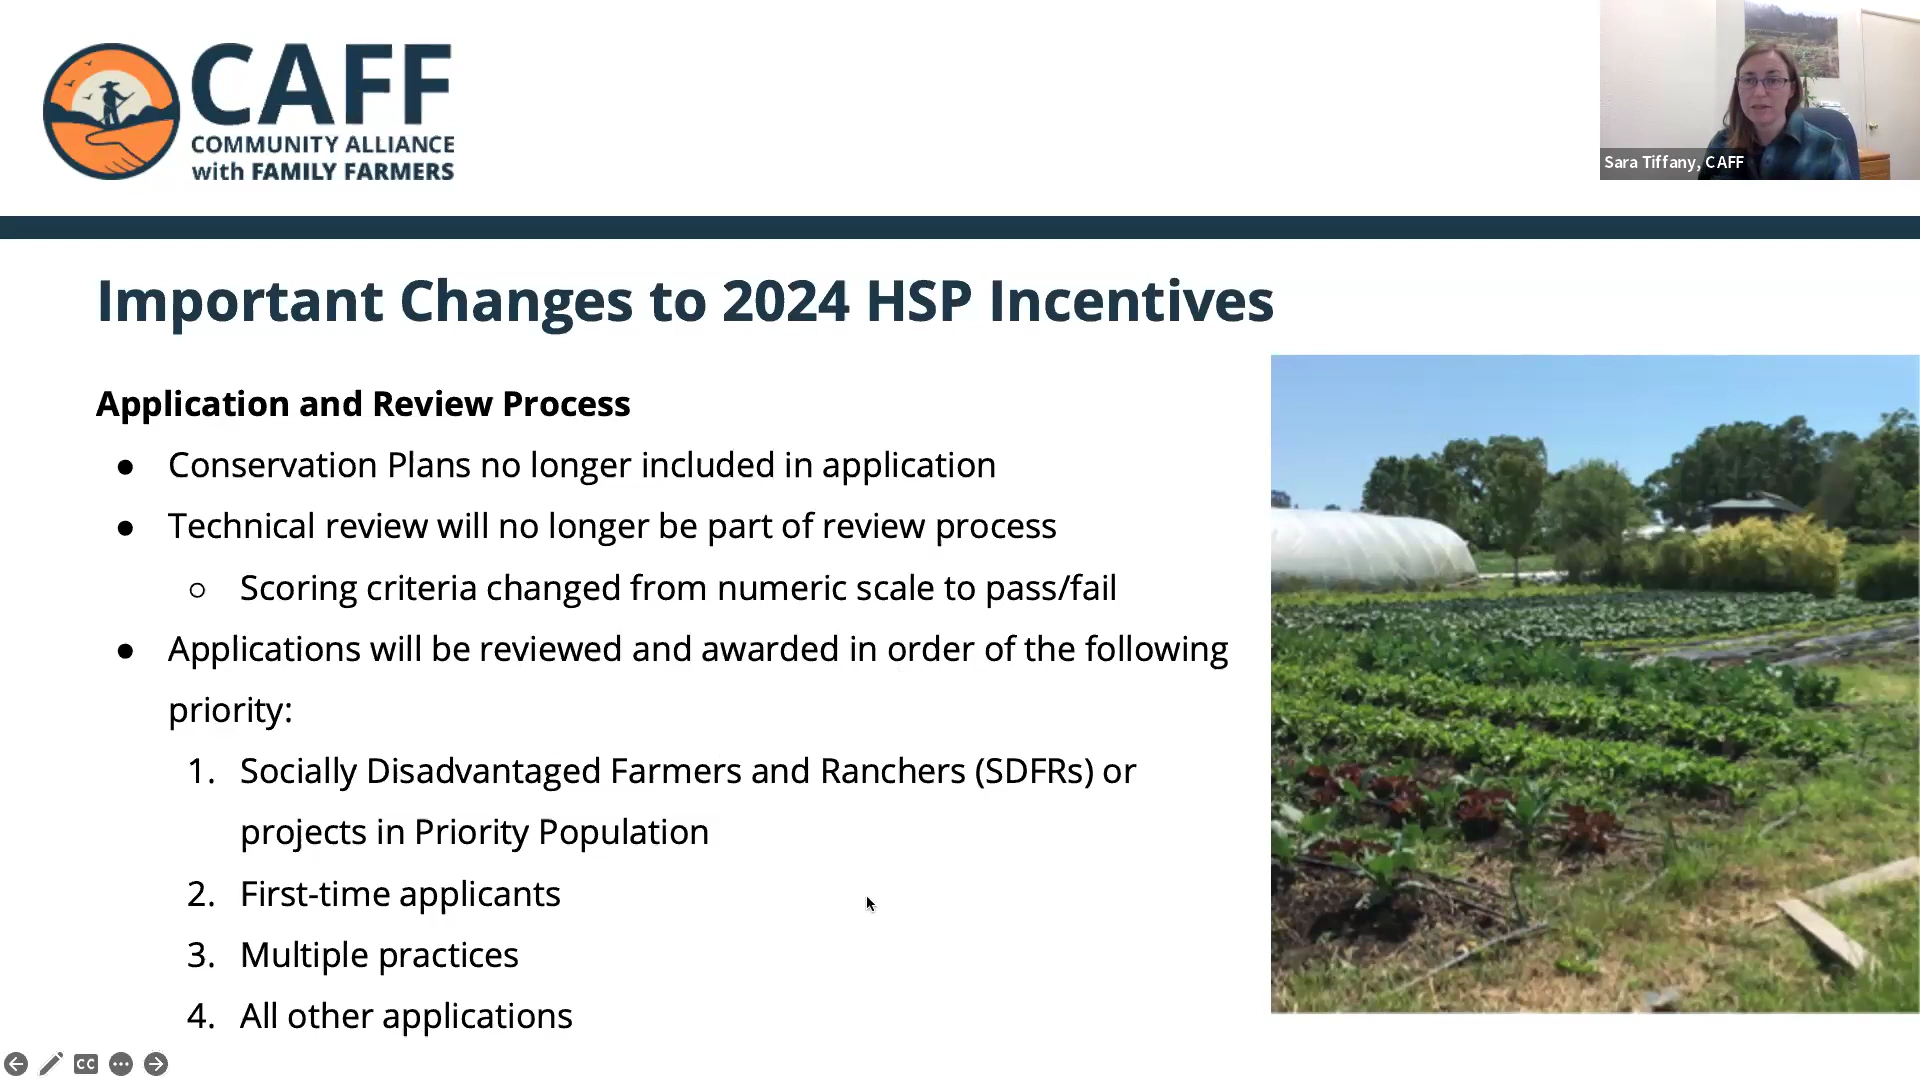 CAFF
COMMUNITY ALLIANCE
with FAMILY FARMERS
Sara Tiffany, CAFF
Important Changes to 2024 HSP Incentives
Application and Review Process
● Conservation Plans no longer included in application
● Technical review will no longer be part of review process
○ Scoring criteria changed from numeric scale to pass/fail
● Applications will be reviewed and awarded in order of the following
priority:
1. Socially Disadvantaged Farmers and Ranchers (SDFRs) or
projects in Priority Population
2. First-time applicants
3. Multiple practices
4. All other applications
CC